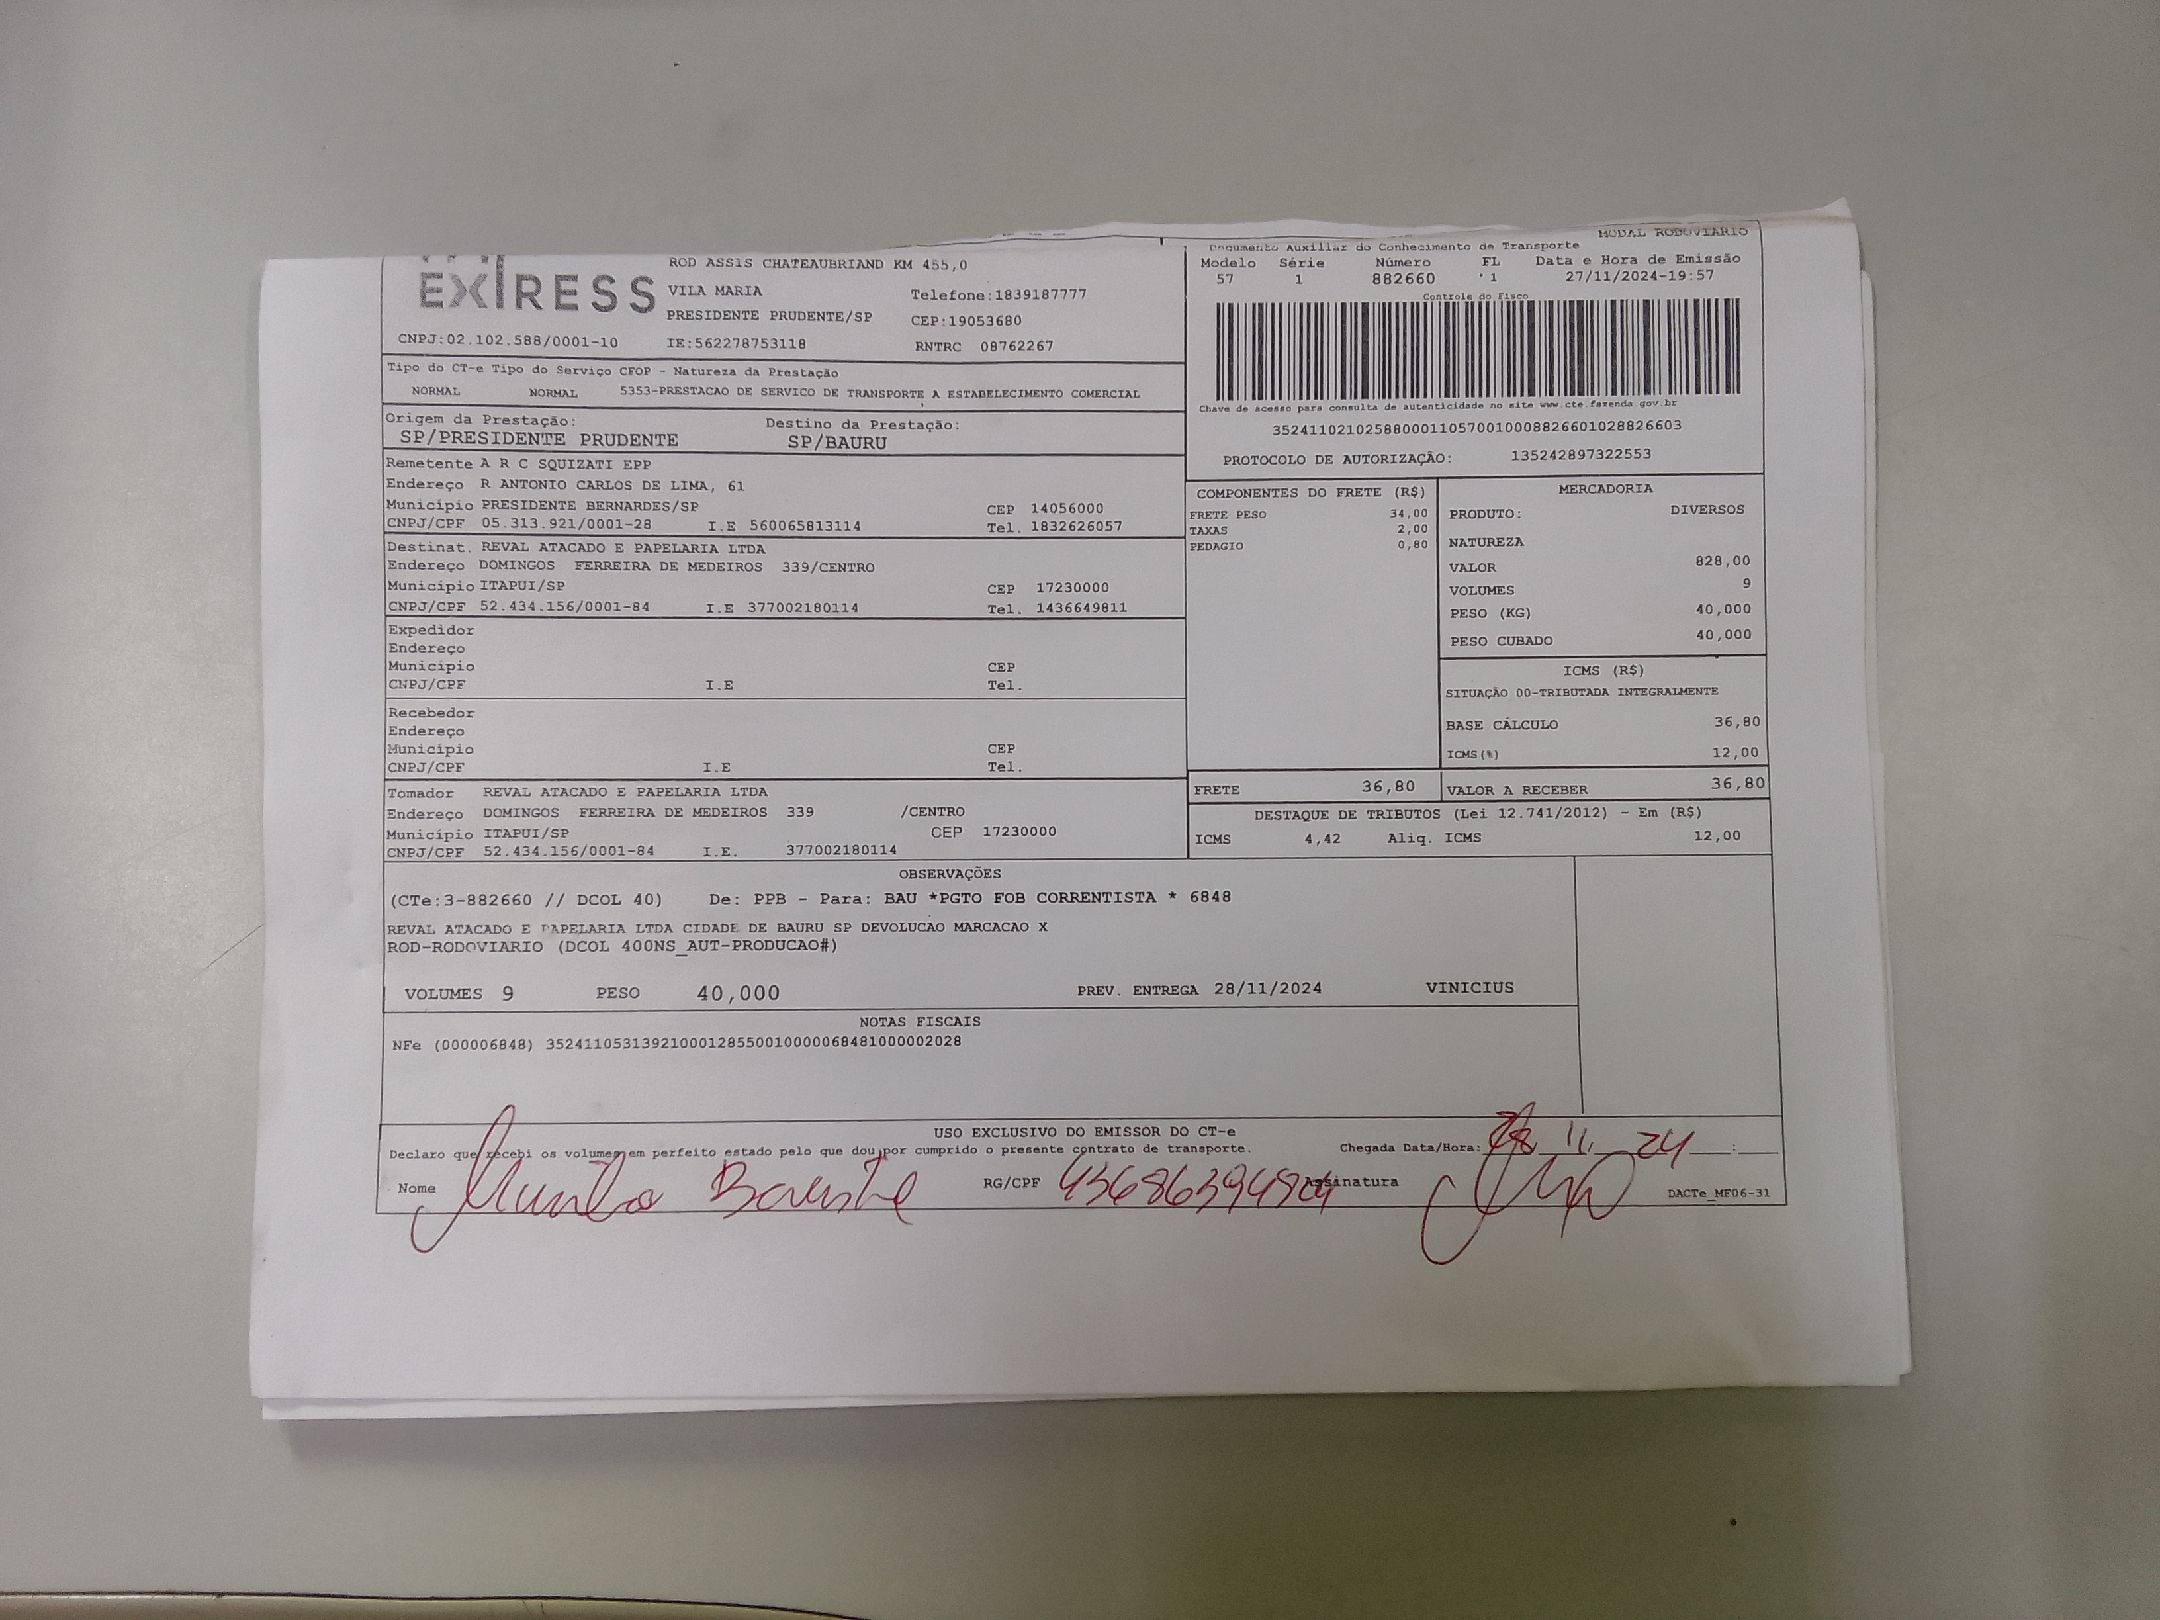 MODAL RODOVIÁRIO
EXPRESS
ROD ASSIS CHATEAUBRIAND KM 455,0
VILA MARIA Telefone:1839187777
PRESIDENTE PRUDENTE/SP CEP:19053680
CNPJ:02.102.588/0001-10 IE:562278753118 RNTRC 08762267
Documento Auxiliar do Conhecimento de Transporte
Modelo Série Número FL Data e Hora de Emissão
57 1 882660 1 27/11/2024-19:57
Controle do Fisco
Chave de acesso para consulta de autenticidade no site www.cte.fazenda.gov.br
35241102102588000110570010008826601028826603
PROTOCOLO DE AUTORIZAÇÃO: 135242897322553
Tipo do CT-e Tipo do Serviço CFOP - Natureza da Prestação
NORMAL NORMAL 5353-PRESTACAO DE SERVICO DE TRANSPORTE A ESTABELECIMENTO COMERCIAL
Origem da Prestação: Destino da Prestação:
SP/PRESIDENTE PRUDENTE SP/BAURU
Remetente A R C SQUIZATI EPP
Endereço R ANTONIO CARLOS DE LIMA, 61
Município PRESIDENTE BERNARDES/SP CEP 14056000
CNPJ/CPF 05.313.921/0001-28 I.E 560065813114 Tel. 1832626057
Destinat. REVAL ATACADO E PAPELARIA LTDA
Endereço DOMINGOS FERREIRA DE MEDEIROS 339/CENTRO
Município ITAPUI/SP CEP 17230000
CNPJ/CPF 52.434.156/0001-84 I.E 377002180114 Tel. 1436649811
Expedidor
Endereço
Município CEP
CNPJ/CPF I.E Tel.
Recebedor
Endereço
Município CEP
CNPJ/CPF I.E Tel.
Tomador REVAL ATACADO E PAPELARIA LTDA
Endereço DOMINGOS FERREIRA DE MEDEIROS 339 /CENTRO
Município ITAPUI/SP CEP 17230000
CNPJ/CPF 52.434.156/0001-84 I.E. 377002180114
COMPONENTES DO FRETE (R$)
FRETE PESO 34,00
TAXAS 2,00
PEDAGIO 0,80
MERCADORIA
PRODUTO: DIVERSOS
NATUREZA
VALOR 828,00
VOLUMES 9
PESO (KG) 40,000
PESO CUBADO 40,000
ICMS (R$)
SITUAÇÃO 00-TRIBUTADA INTEGRALMENTE
BASE CÁLCULO 36,80
ICMS(%) 12,00
FRETE 36,80 VALOR A RECEBER 36,80
DESTAQUE DE TRIBUTOS (Lei 12.741/2012) - Em (R$)
ICMS 4,42 Aliq. ICMS 12,00
OBSERVAÇÕES
(CTe:3-882660 // DCOL 40) De: PPB - Para: BAU *PGTO FOB CORRENTISTA * 6848
REVAL ATACADO E PAPELARIA LTDA CIDADE DE BAURU SP DEVOLUCAO MARCACAO X
ROD-RODOVIARIO (DCOL 400NS_AUT-PRODUCAO#)
VOLUMES 9 PESO 40,000 PREV. ENTREGA 28/11/2024 VINICIUS
NOTAS FISCAIS
NFe (000006848) 35241105313921000128550010000068481000002028
USO EXCLUSIVO DO EMISSOR DO CT-e
Declaro que recebi os volumes em perfeito estado pelo que dou por cumprido o presente contrato de transporte. Chegada Data/Hora: 28 11 24 :
Nome RG/CPF Assinatura
DACTe_MF06-31